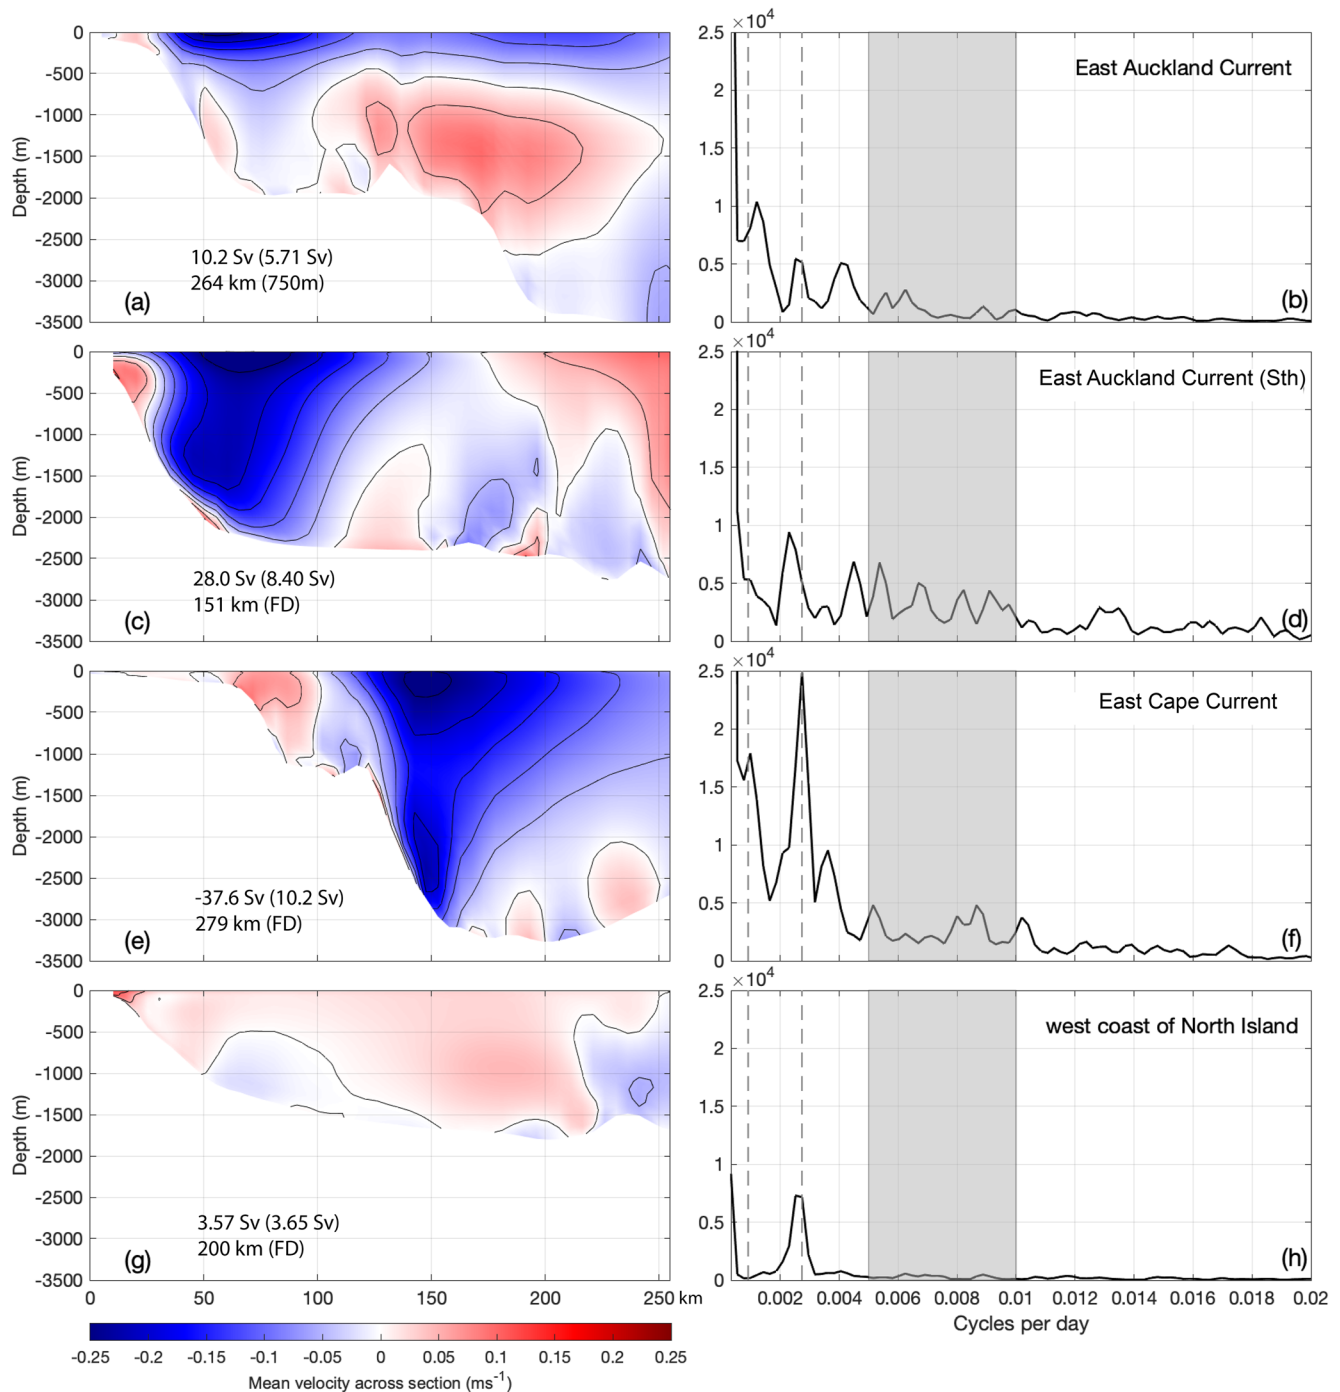 0
-500
-1000
-1500
-2000
-2500
-3000
-3500
Depth (m)
10.2 Sv (5.71 Sv)
264 km (750m)
(a)
×10⁴
2.5
2
1.5
1
0.5
0
East Auckland Current
(b)
0
-500
-1000
-1500
-2000
-2500
-3000
-3500
Depth (m)
28.0 Sv (8.40 Sv)
151 km (FD)
(c)
×10⁴
2.5
2
1.5
1
0.5
0
East Auckland Current (Sth)
(d)
0
-500
-1000
-1500
-2000
-2500
-3000
-3500
Depth (m)
-37.6 Sv (10.2 Sv)
279 km (FD)
(e)
×10⁴
2.5
2
1.5
1
0.5
0
East Cape Current
(f)
0
-500
-1000
-1500
-2000
-2500
-3000
-3500
Depth (m)
3.57 Sv (3.65 Sv)
200 km (FD)
(g)
0 50 100 150 200 250 km
×10⁴
2.5
2
1.5
1
0.5
0
west coast of North Island
(h)
0.002 0.004 0.006 0.008 0.01 0.012 0.014 0.016 0.018 0.02
Cycles per day
-0.25 -0.2 -0.15 -0.1 -0.05 0 0.05 0.1 0.15 0.2 0.25
Mean velocity across section (ms⁻¹)